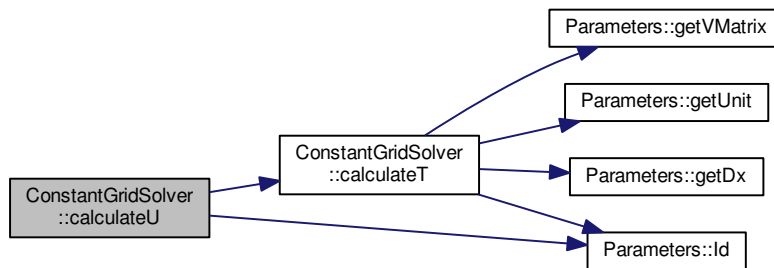 Parameters::getVMatrix
Parameters::getUnit
ConstantGridSolver
::calculateT
Parameters::getDx
ConstantGridSolver
::calculateU
Parameters::Id